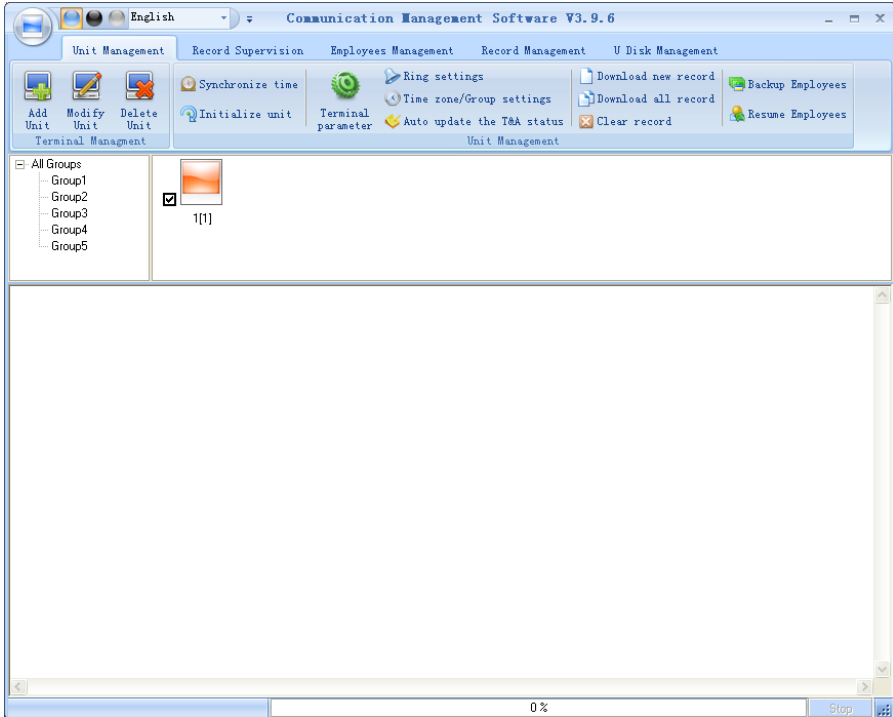 English
Communication Management Software V3.9.6
Unit Management
Record Supervision
Employees Management
Record Management
U Disk Management
Add
Unit
Modify
Unit
Delete
Unit
Terminal Managment
Synchronize time
Initialize unit
Terminal
parameter
Ring settings
Time zone/Group settings
Auto update the T&A status
Download new record
Download all record
Clear record
Backup Employees
Resume Employees
Unit Management
All Groups
Group1
Group2
Group3
Group4
Group5
1[1]
0%
Stop